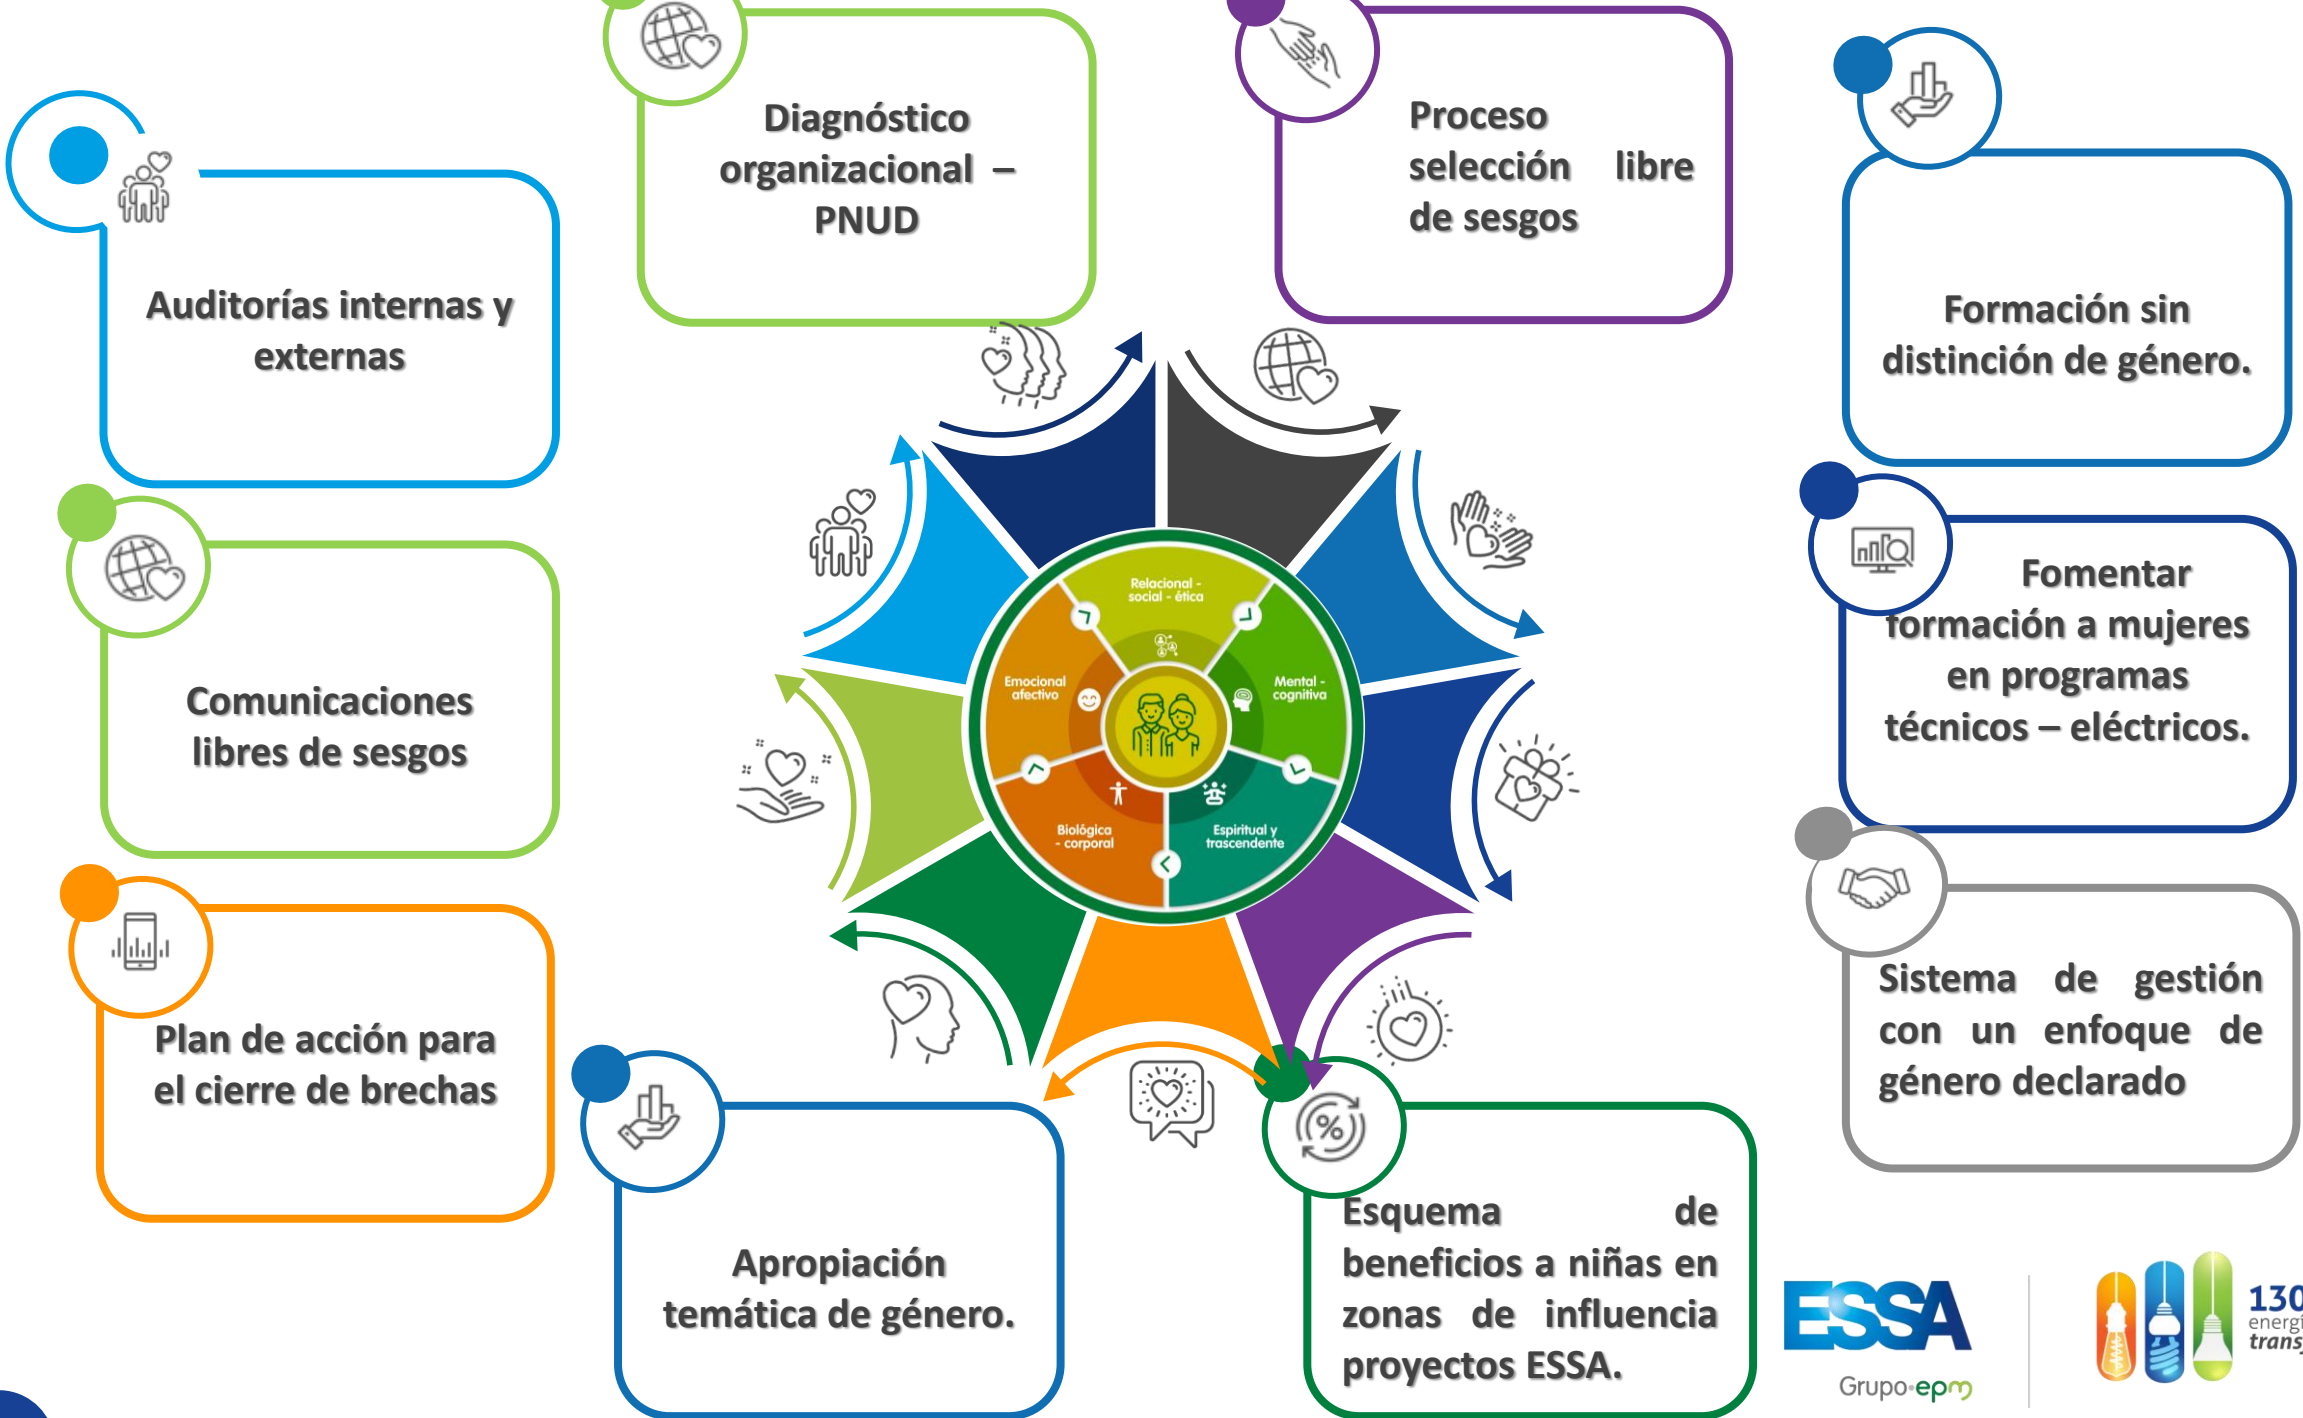 Diagnóstico
organizacional –
PNUD
Proceso
selección libre
de sesgos
Formación sin
distinción de género.
Auditorías internas y
externas
Fomentar
formación a mujeres
en programas
técnicos – eléctricos.
Comunicaciones
libres de sesgos
Relacional -
social - ética
Emocional
afectivo
Mental -
cognitiva
Biológica
- corporal
Espiritual y
trascendente
Sistema de gestión
con un enfoque de
género declarado
Plan de acción para
el cierre de brechas
Apropiación
temática de género.
%
Esquema de
beneficios a niñas en
zonas de influencia
proyectos ESSA.
ESSA
Grupo·epm
130